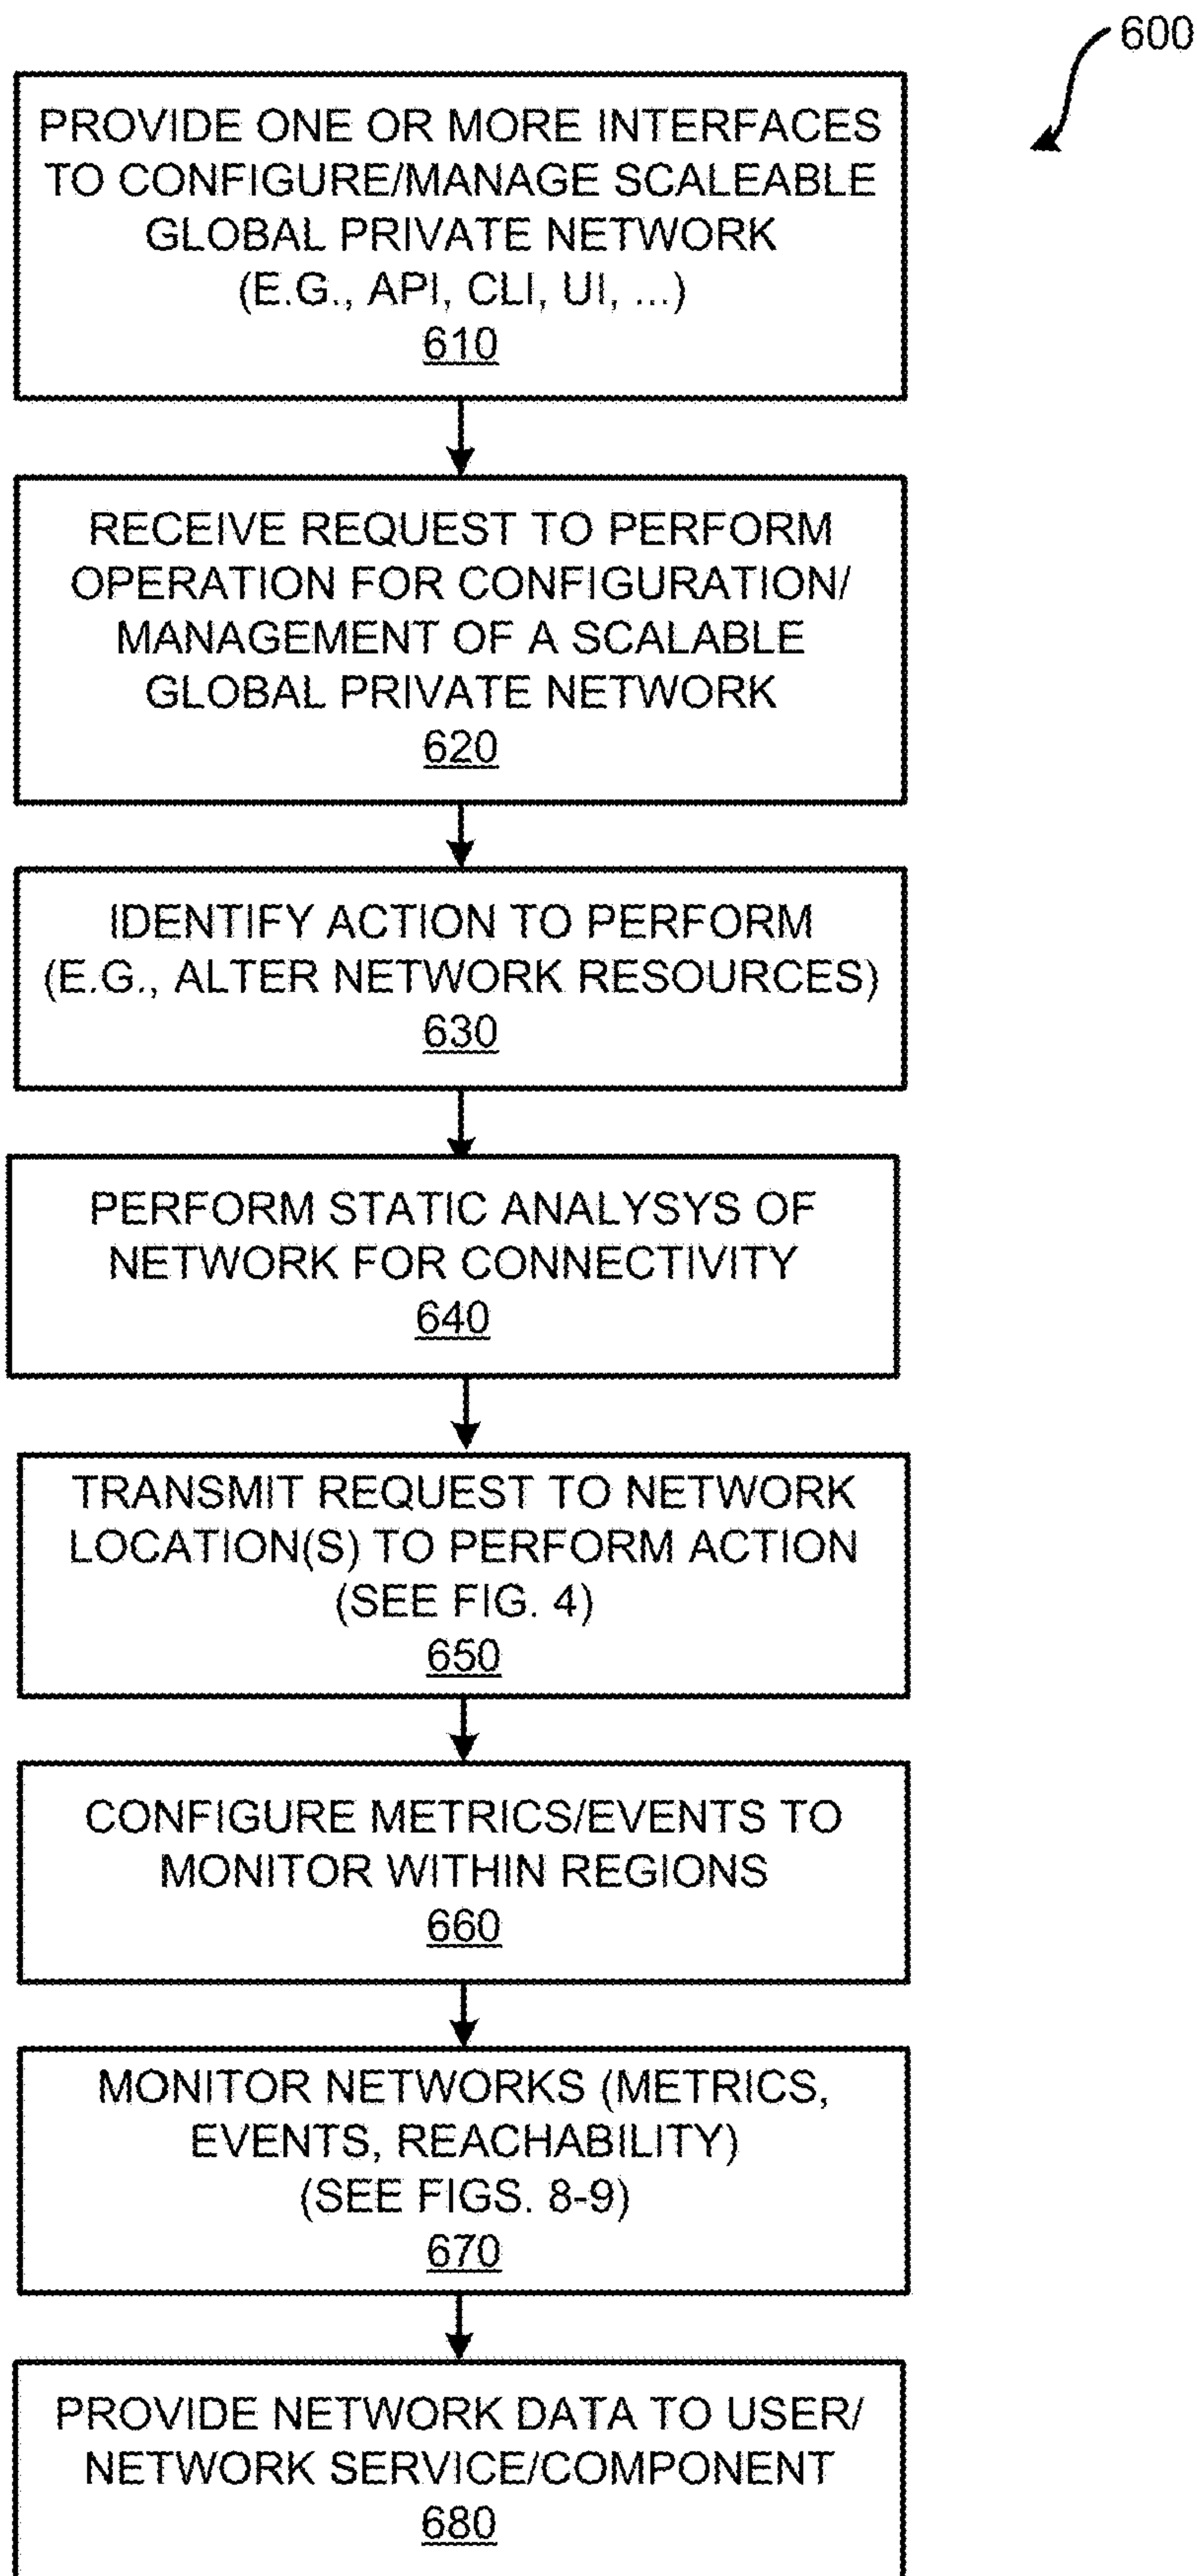 600
PROVIDE ONE OR MORE INTERFACES
TO CONFIGURE/MANAGE SCALEABLE
GLOBAL PRIVATE NETWORK
(E.G., API, CLI, UI, ...)
610
RECEIVE REQUEST TO PERFORM
OPERATION FOR CONFIGURATION/
MANAGEMENT OF A SCALABLE
GLOBAL PRIVATE NETWORK
620
IDENTIFY ACTION TO PERFORM
(E.G., ALTER NETWORK RESOURCES)
630
PERFORM STATIC ANALYSYS OF
NETWORK FOR CONNECTIVITY
640
TRANSMIT REQUEST TO NETWORK
LOCATION(S) TO PERFORM ACTION
(SEE FIG. 4)
650
CONFIGURE METRICS/EVENTS TO
MONITOR WITHIN REGIONS
660
MONITOR NETWORKS (METRICS,
EVENTS, REACHABILITY)
(SEE FIGS. 8-9)
670
PROVIDE NETWORK DATA TO USER/
NETWORK SERVICE/COMPONENT
680